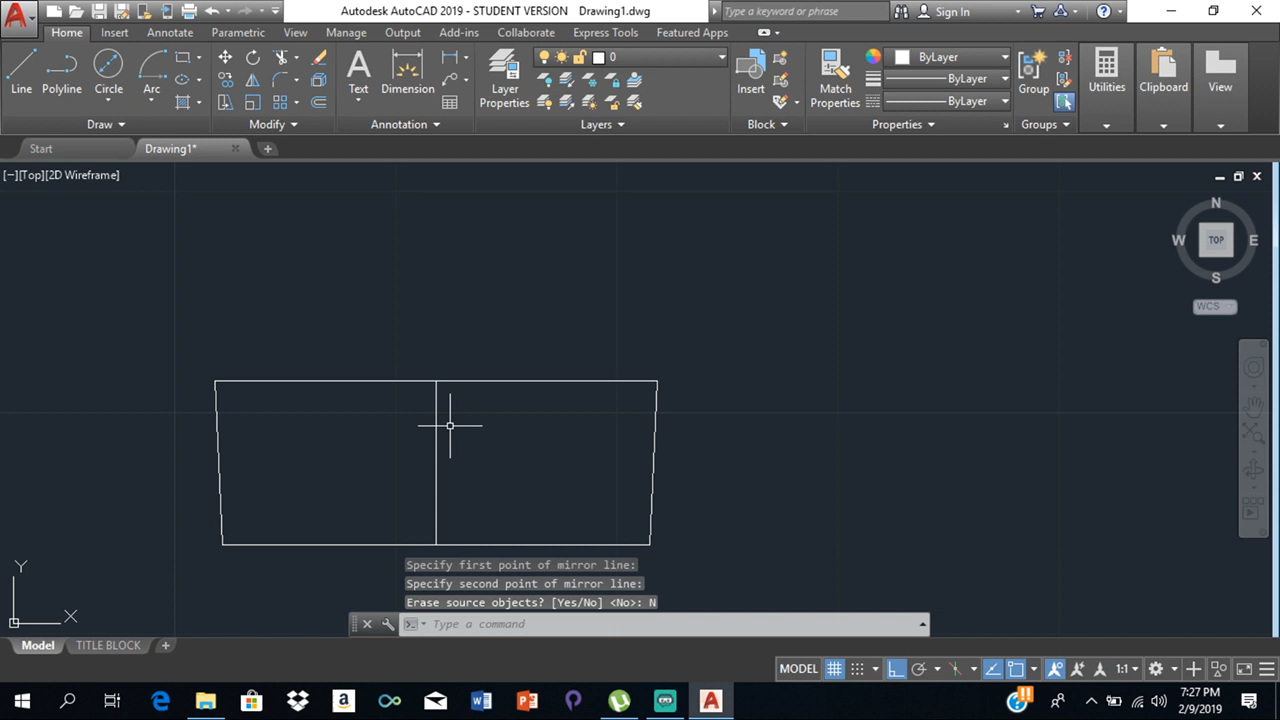 Autodesk AutoCAD 2019 - STUDENT VERSION Drawing1.dwg
Type a keyword or phrase
Sign In
Home Insert Annotate Parametric View Manage Output Add-ins Collaborate Express Tools Featured Apps
Line Polyline Circle Arc
Text Dimension
Layer Properties
0
Insert
Match Properties
ByLayer
ByLayer
ByLayer
Group Utilities Clipboard View
Draw Modify Annotation Layers Block Properties Groups
Start Drawing1*
[−][Top][2D Wireframe]
N
W TOP E
S
WCS
Specify first point of mirror line:
Specify second point of mirror line:
Erase source objects? [Yes/No] <No>: N
Type a command
Y
X
Model TITLE BLOCK
MODEL 1:1
7:27 PM
2/9/2019